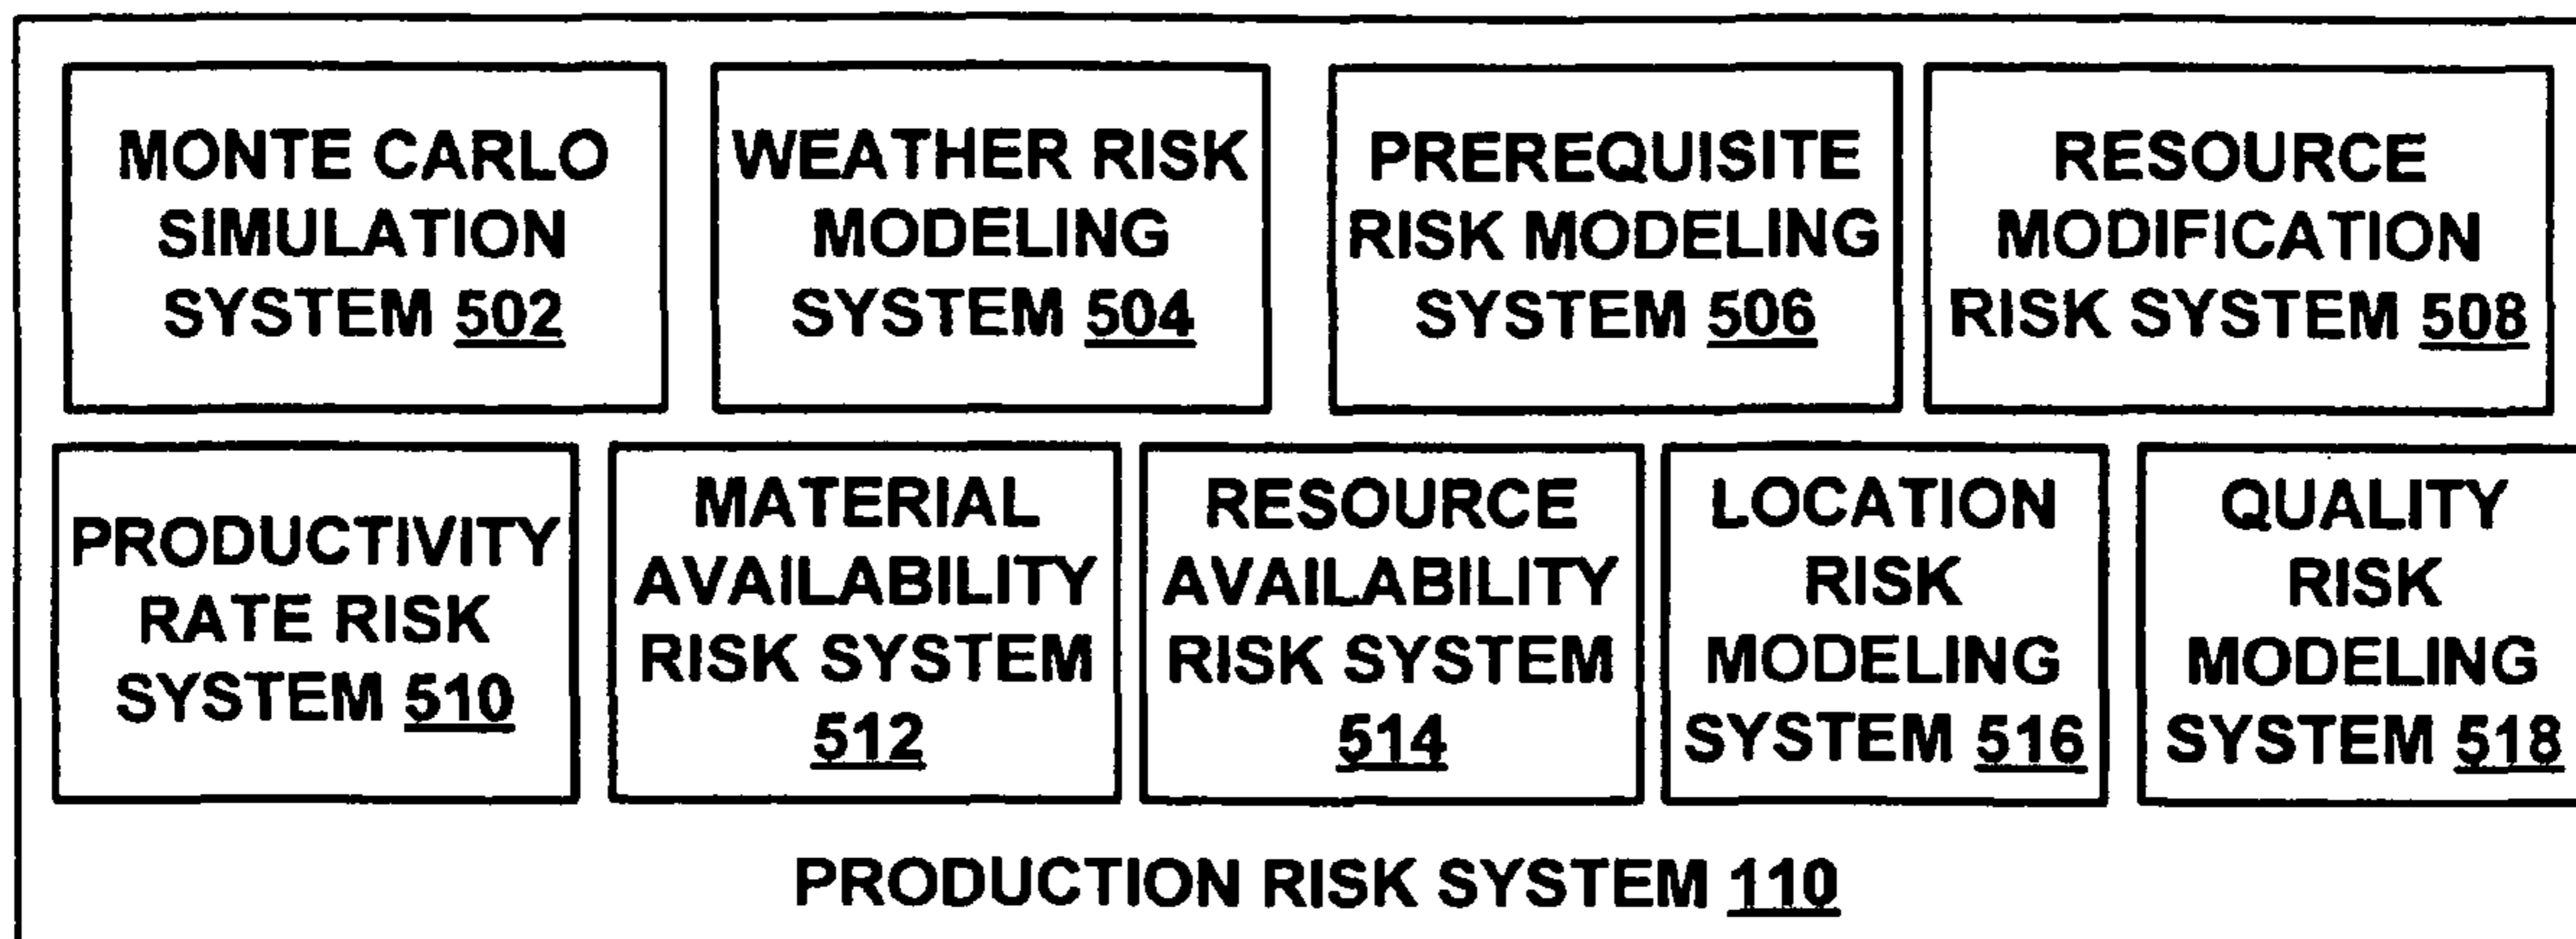 MONTE CARLO
SIMULATION
SYSTEM 502
WEATHER RISK
MODELING
SYSTEM 504
PREREQUISITE
RISK MODELING
SYSTEM 506
RESOURCE
MODIFICATION
RISK SYSTEM 508
PRODUCTIVITY
RATE RISK
SYSTEM 510
MATERIAL
AVAILABILITY
RISK SYSTEM
512
RESOURCE
AVAILABILITY
RISK SYSTEM
514
LOCATION
RISK
MODELING
SYSTEM 516
QUALITY
RISK
MODELING
SYSTEM 518
PRODUCTION RISK SYSTEM 110